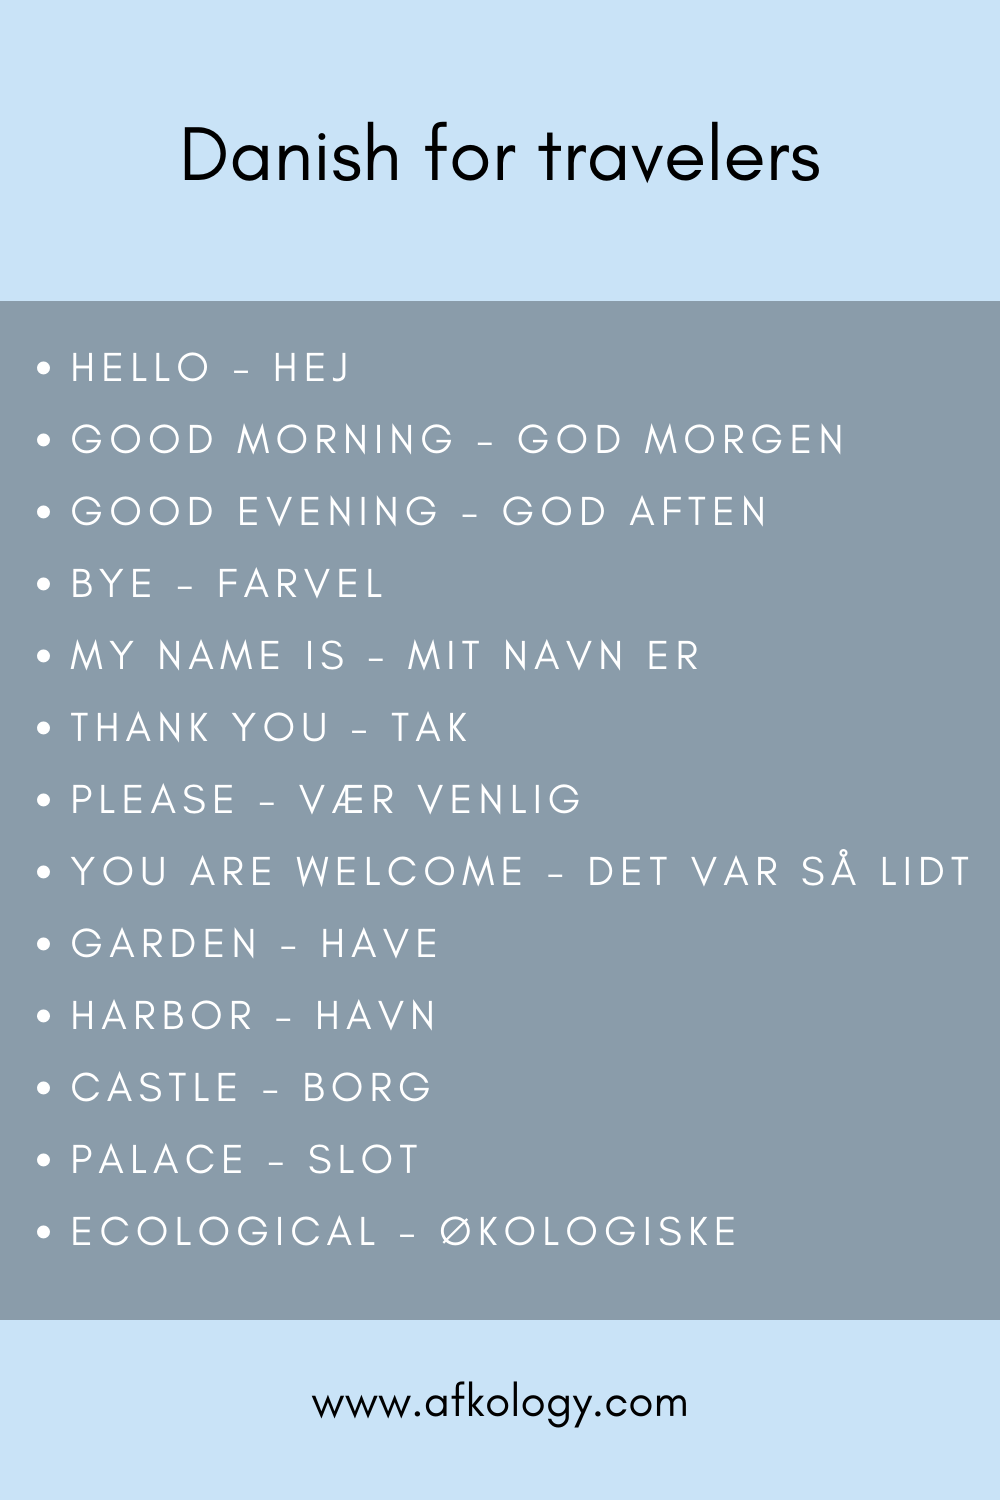 Danish for travelers
• HELLO – HEJ
• GOOD MORNING – GOD MORGEN
• GOOD EVENING – GOD AFTEN
• BYE – FARVEL
• MY NAME IS – MIT NAVN ER
• THANK YOU – TAK
• PLEASE – VÆR VENLIG
• YOU ARE WELCOME – DET VAR SÅ LIDT
• GARDEN – HAVE
• HARBOR – HAVN
• CASTLE – BORG
• PALACE – SLOT
• ECOLOGICAL – ØKOLOGISKE
www.afkology.com